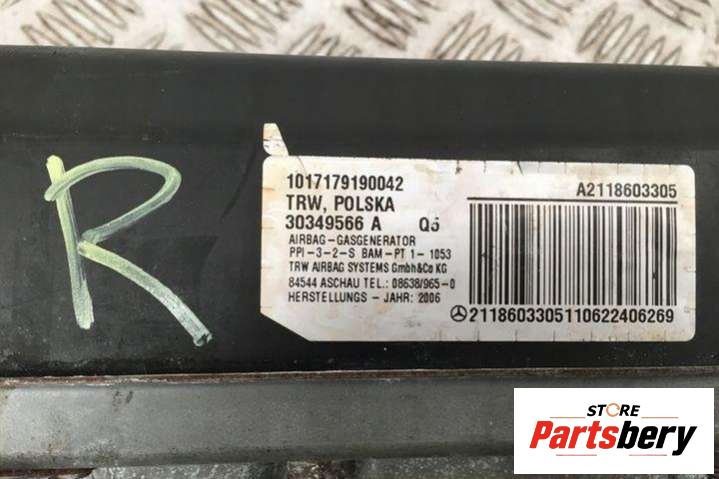 R
1017179190042
TRW, POLSKA
30349566 A Q5
AIRBAG-GASGENERATOR
PPI-3-2-S BAM-PT 1- 1053
TRW AIRBAG SYSTEMS GmbH&Co KG
84544 ASCHAU TEL.: 08638/965-0
HERSTELLUNGS - JAHR: 2006
A2118603305
2118603305110622406269
STORE
Partsbery